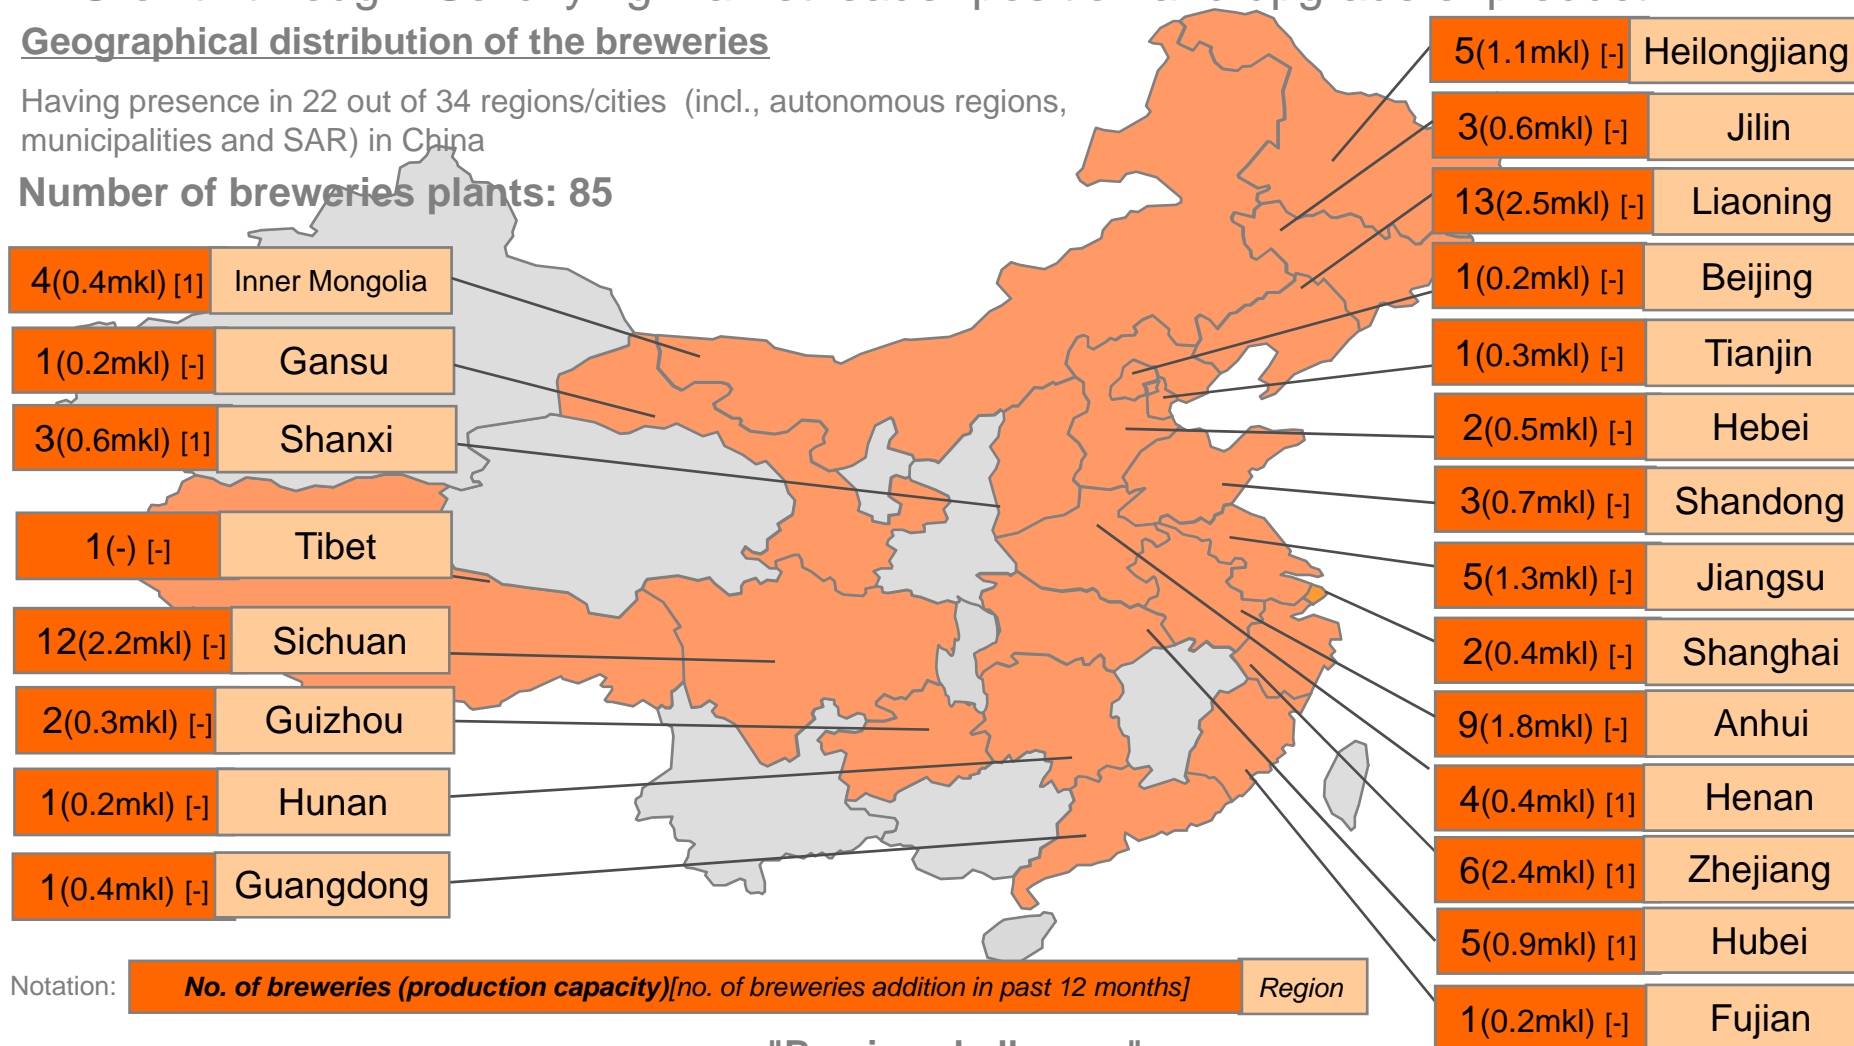 Geographical distribution of the breweries
Having presence in 22 out of 34 regions/cities (incl., autonomous regions,
municipalities and SAR) in China
Number of breweries plants: 85
4(0.4mkl) [1] Inner Mongolia
1(0.2mkl) [-] Gansu
3(0.6mkl) [1] Shanxi
1(-) [-] Tibet
12(2.2mkl) [-] Sichuan
2(0.3mkl) [-] Guizhou
1(0.2mkl) [-] Hunan
1(0.4mkl) [-] Guangdong
5(1.1mkl) [-] Heilongjiang
3(0.6mkl) [-] Jilin
13(2.5mkl) [-] Liaoning
1(0.2mkl) [-] Beijing
1(0.3mkl) [-] Tianjin
2(0.5mkl) [-] Hebei
3(0.7mkl) [-] Shandong
5(1.3mkl) [-] Jiangsu
2(0.4mkl) [-] Shanghai
9(1.8mkl) [-] Anhui
4(0.4mkl) [1] Henan
6(2.4mkl) [1] Zhejiang
5(0.9mkl) [1] Hubei
1(0.2mkl) [-] Fujian
Notation: No. of breweries (production capacity)[no. of breweries addition in past 12 months] Region